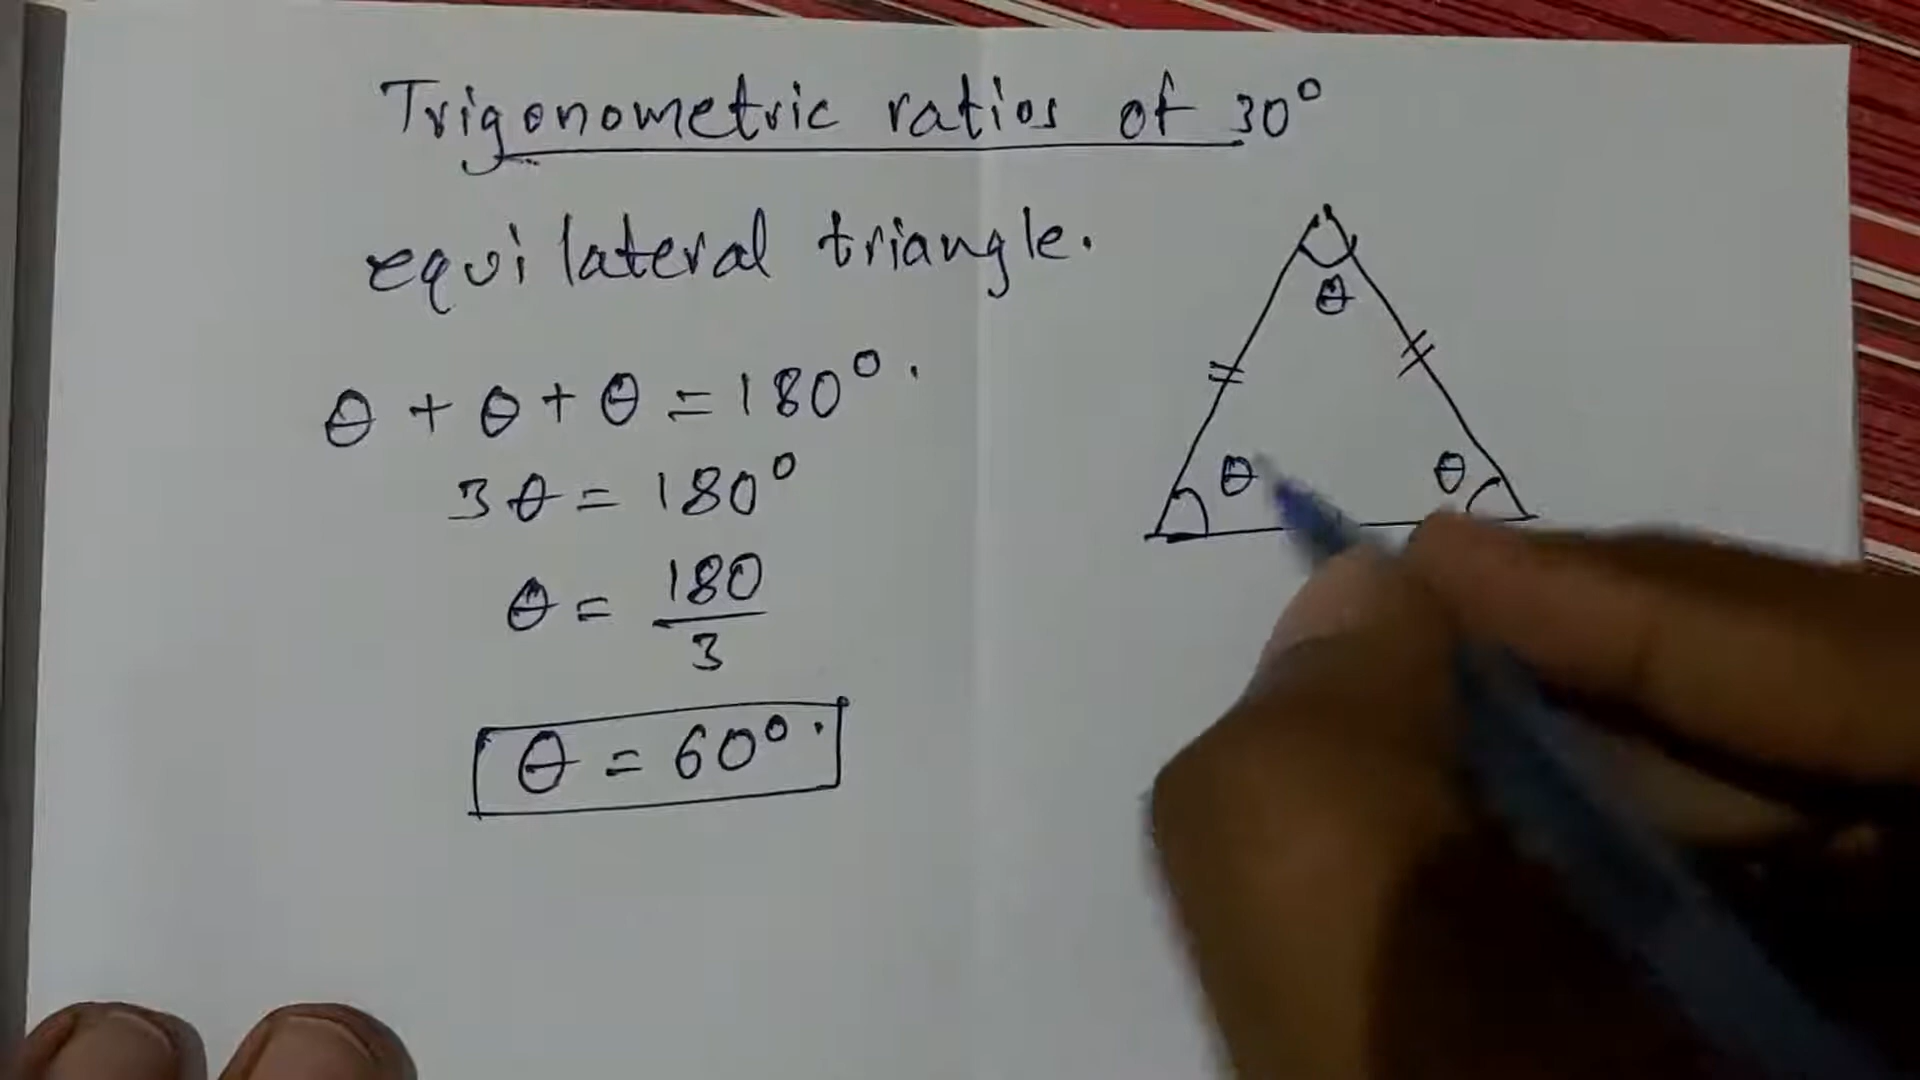 Trigonometric ratios of 30°
equilateral triangle.
θ + θ + θ = 180°.
3θ = 180°
θ = 180/3
θ = 60°.
θ
θ θ